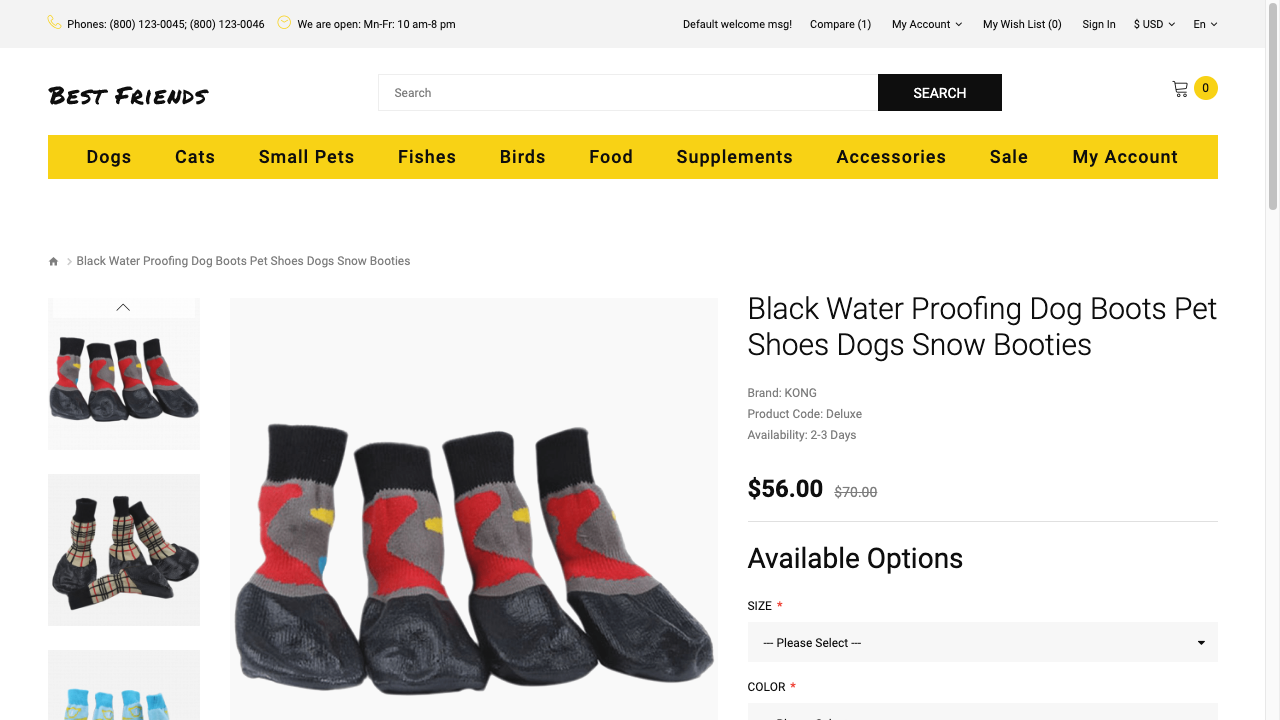 Phones: (800) 123-0045; (800) 123-0046
We are open: Mn-Fr: 10 am-8 pm
Default welcome msg!
Compare (1)
My Account
My Wish List (0)
Sign In
$ USD
En
Best Friends
Search
SEARCH
0
Dogs
Cats
Small Pets
Fishes
Birds
Food
Supplements
Accessories
Sale
My Account
Black Water Proofing Dog Boots Pet Shoes Dogs Snow Booties
Black Water Proofing Dog Boots Pet
Shoes Dogs Snow Booties
Brand: KONG
Product Code: Deluxe
Availability: 2-3 Days
$56.00 $70.00
Available Options
SIZE *
--- Please Select ---
COLOR *